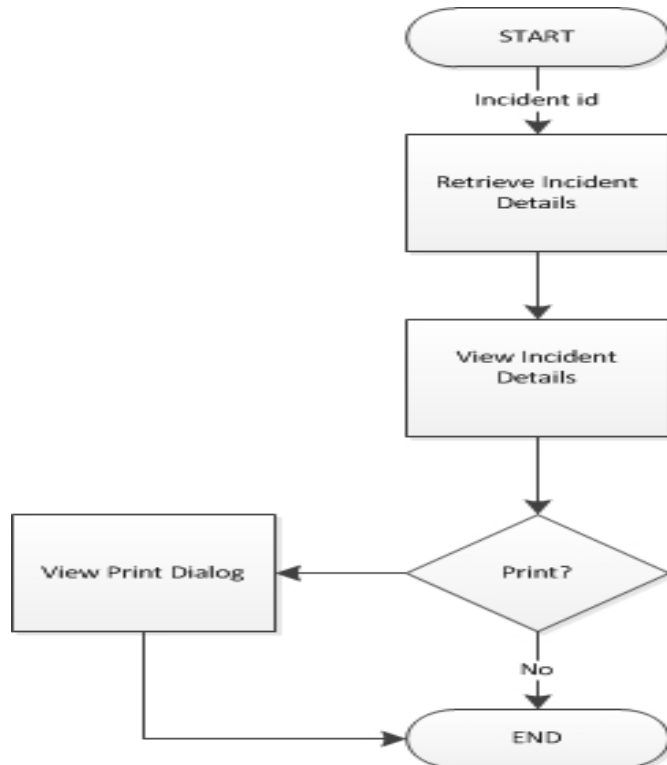 START
Incident id
Retrieve Incident
Details
View Incident
Details
View Print Dialog
Print?
No
END